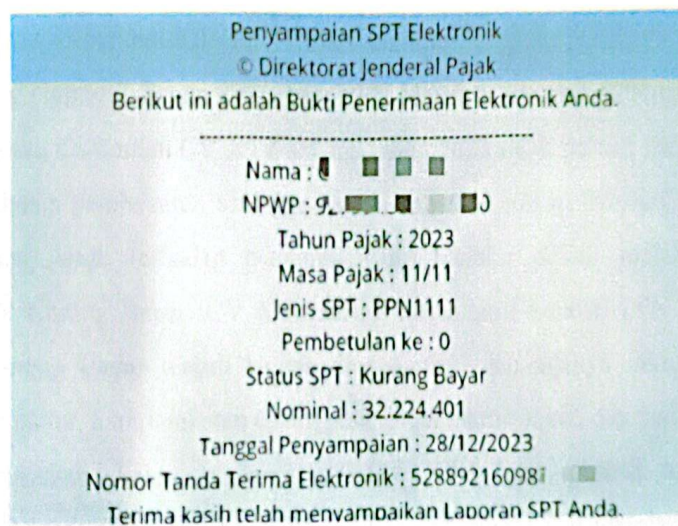 Penyampaian SPT Elektronik
© Direktorat Jenderal Pajak
Berikut ini adalah Bukti Penerimaan Elektronik Anda.
Nama :
NPWP : 9
Tahun Pajak : 2023
Masa Pajak : 11/11
Jenis SPT : PPN1111
Pembetulan ke : 0
Status SPT : Kurang Bayar
Nominal : 32.224.401
Tanggal Penyampaian : 28/12/2023
Nomor Tanda Terima Elektronik : 52889216098
Terima kasih telah menyampaikan Laporan SPT Anda.